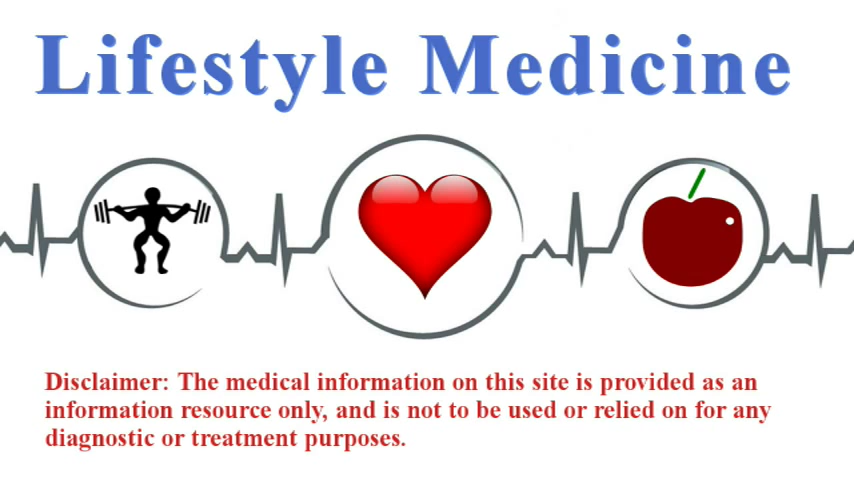 Lifestyle Medicine
Disclaimer: The medical information on this site is provided as an
information resource only, and is not to be used or relied on for any
diagnostic or treatment purposes.